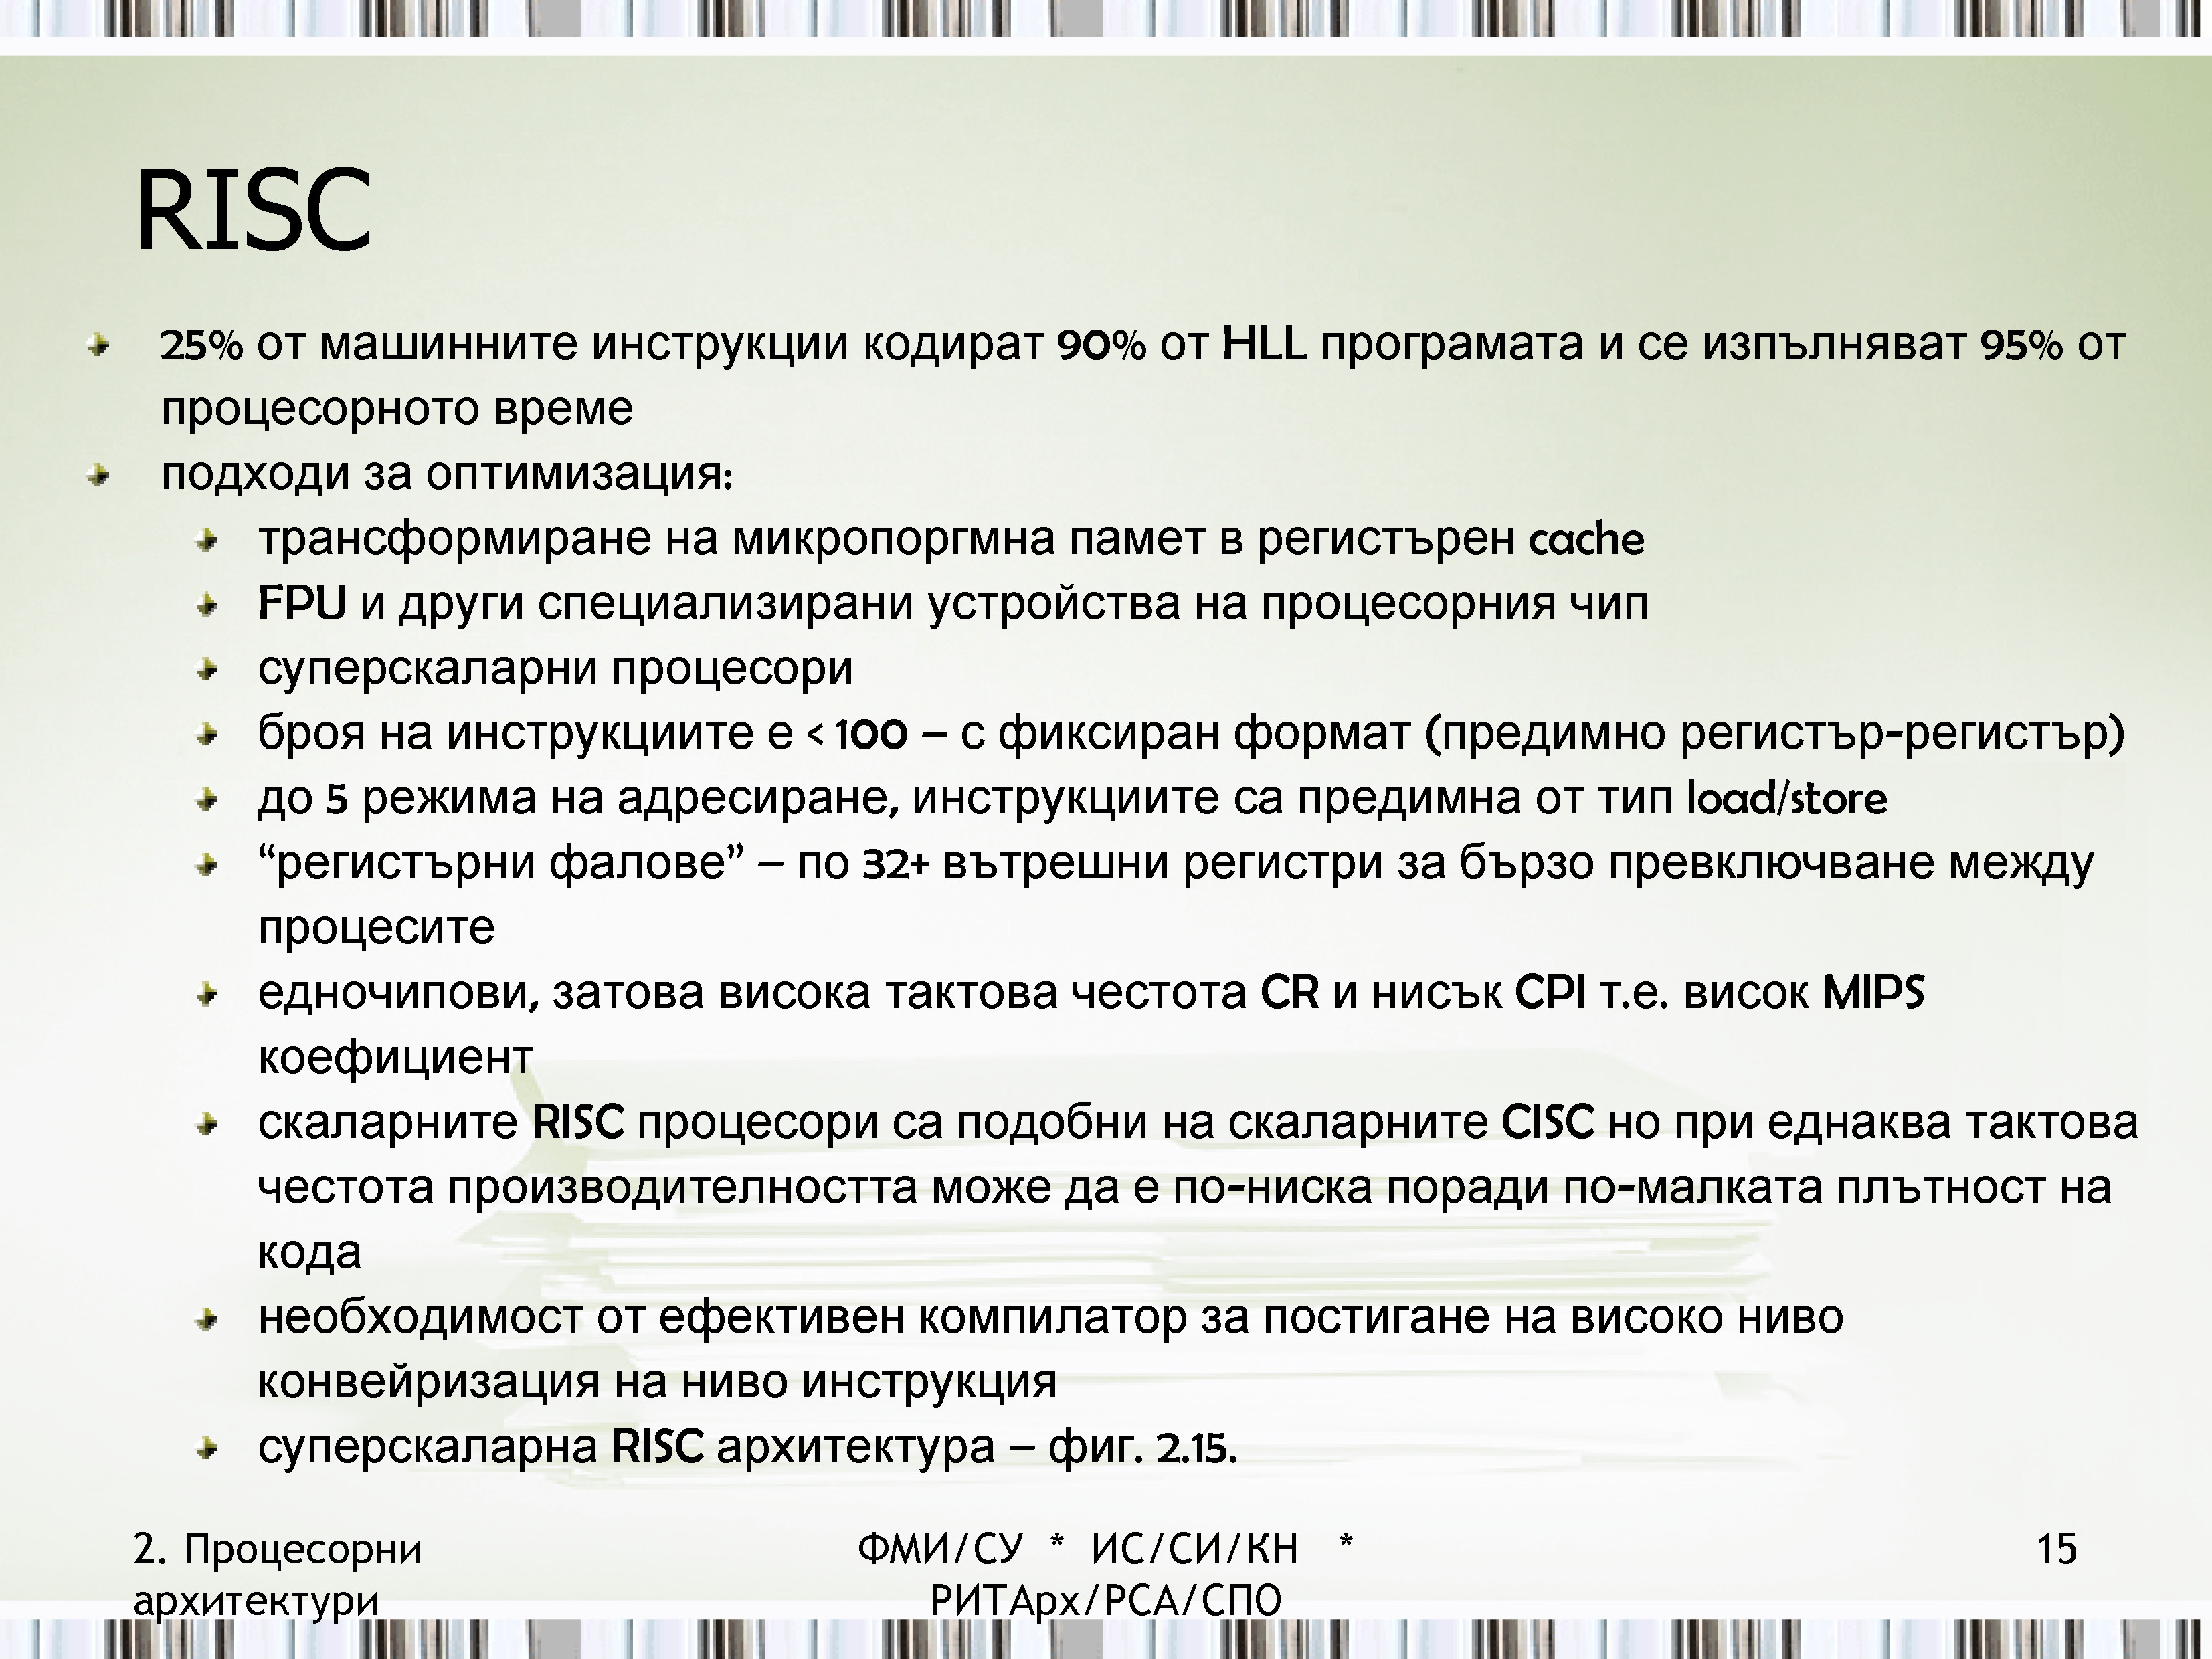 RISC
25% от машинните инструкции кодират 90% от HLL програмата и се изпълняват 95% от
процесорното време
подходи за оптимизация:
трансформиране на микропоргмна памет в регистърен cache
FPU и други специализирани устройства на процесорния чип
суперскаларни процесори
броя на инструкциите е < 100 – с фиксиран формат (предимно регистър-регистър)
до 5 режима на адресиране, инструкциите са предимна от тип load/store
“регистърни фалове” – по 32+ вътрешни регистри за бързо превключване между
процесите
едночипови, затова висока тактова честота CR и нисък CPI т.е. висок MIPS
коефициент
скаларните RISC процесори са подобни на скаларните CISC но при еднаква тактова
честота производителността може да е по-ниска поради по-малката плътност на
кода
необходимост от ефективен компилатор за постигане на високо ниво
конвейризация на ниво инструкция
суперскаларна RISC архитектура – фиг. 2.15.
2. Процесорни
архитектури
ФМИ/СУ * ИС/СИ/КН *
РИТАрх/РСА/СПО
15